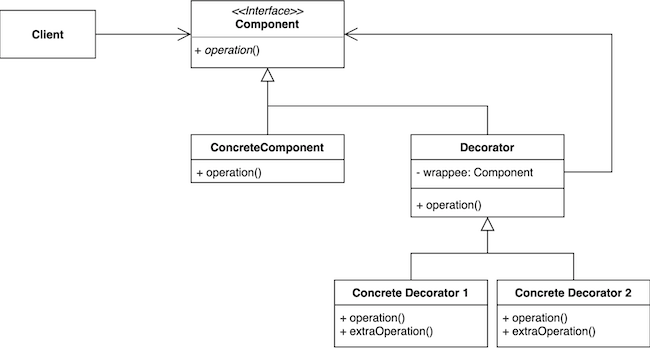 <<Interface>>
Client
Component
+ operation()
ConcreteComponent
+ operation()
Decorator
- wrappee: Component
+ operation()
Concrete Decorator 1
+ operation()
+ extraOperation()
Concrete Decorator 2
+ operation()
+ extraOperation()